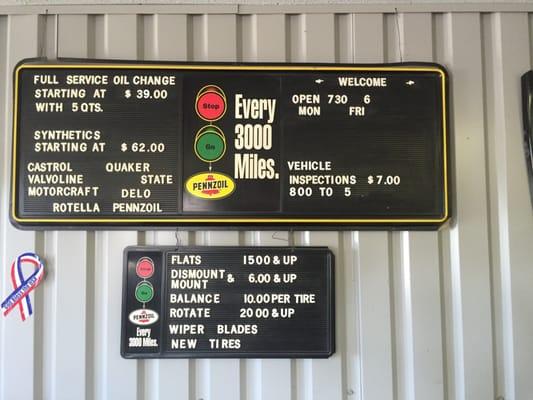 FULL SERVICE OIL CHANGE
STARTING AT $ 39.00
WITH 5 QTS.
SYNTHETICS
STARTING AT $ 62.00
CASTROL QUAKER
VALVOLINE STATE
MOTORCRAFT DELO
ROTELLA PENNZOIL
Stop
Go
PENNZOIL
Every
3000
Miles.
WELCOME
OPEN 730 6
MON FRI
VEHICLE
INSPECTIONS $ 7.00
800 TO 5
Stop
Go
PENNZOIL
Every
3000 Miles.
FLATS 1500 & UP
DISMOUNT
MOUNT & 6.00 & UP
BALANCE 10.00 PER TIRE
ROTATE 20 00 & UP
WIPER BLADES
NEW TIRES